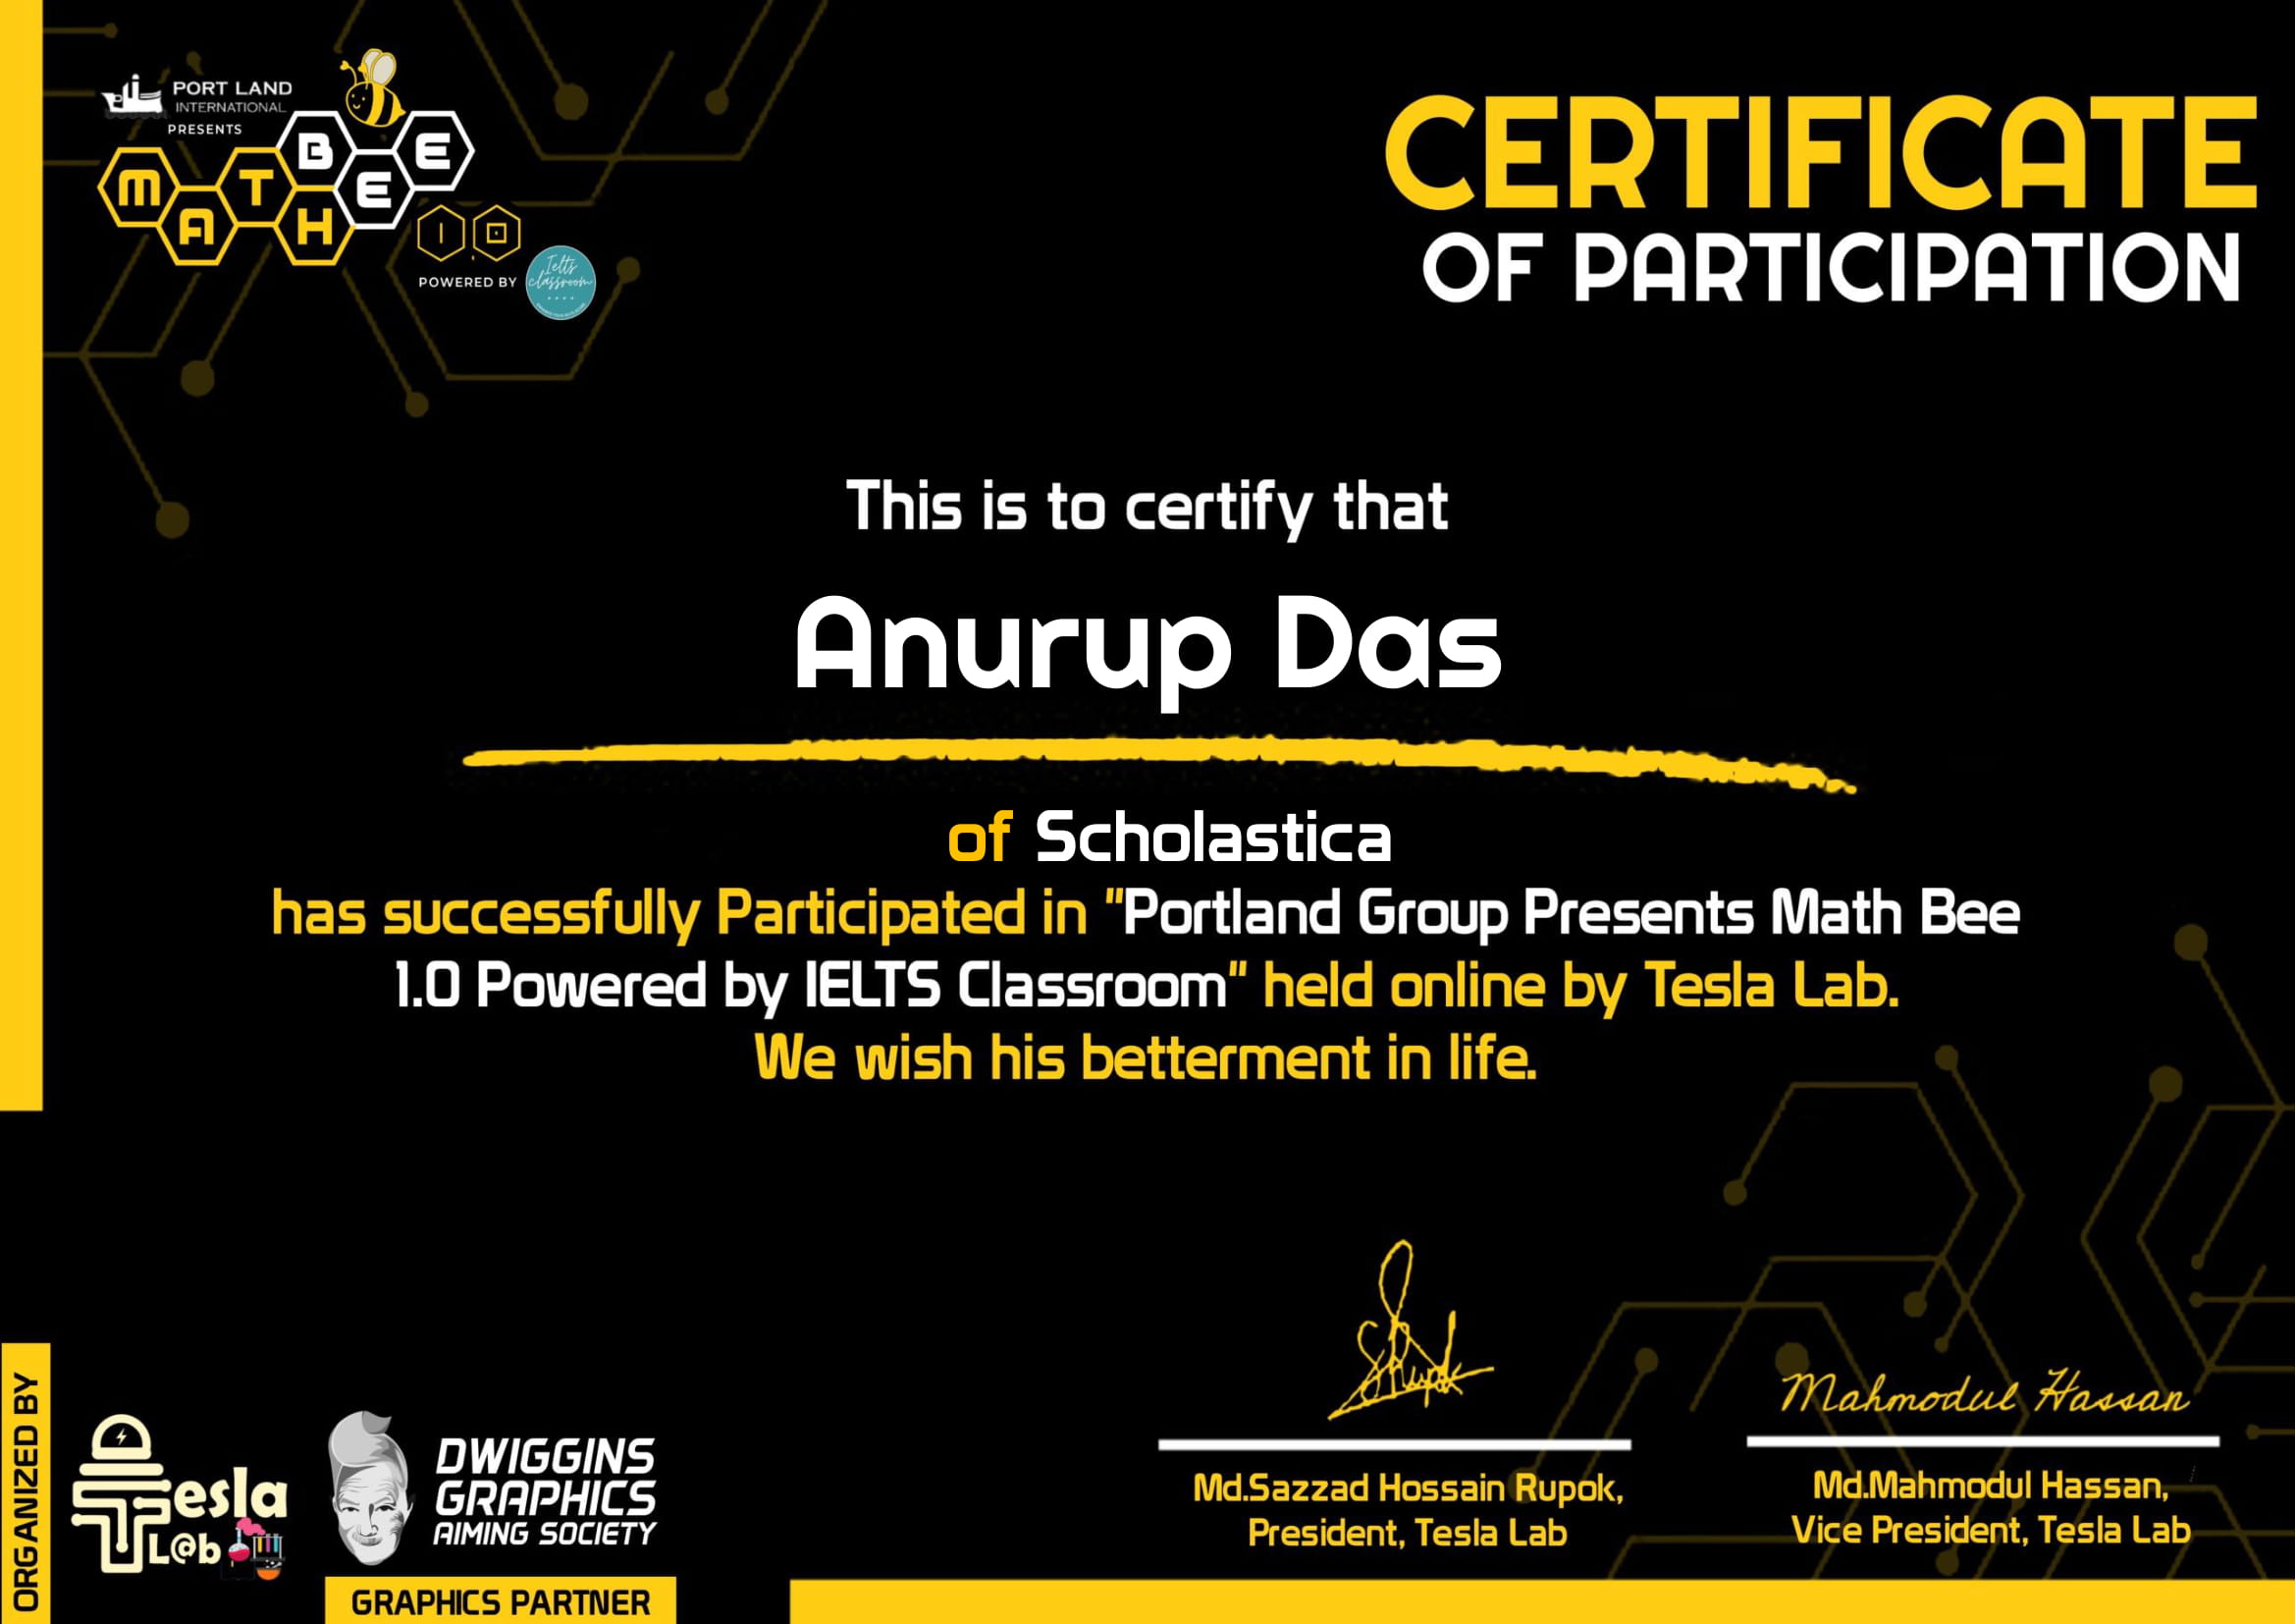 PORT LAND
INTERNATIONAL
PRESENTS
MATH BEE
1.0
POWERED BY Ielts classroom
CERTIFICATE
OF PARTICIPATION
This is to certify that
Anurup Das
of Scholastica
has successfully Participated in "Portland Group Presents Math Bee
1.0 Powered by IELTS Classroom" held online by Tesla Lab.
We wish his betterment in life.
Mahmodul Hassan
Md.Sazzad Hossain Rupok,
President, Tesla Lab
Md.Mahmodul Hassan,
Vice President, Tesla Lab
ORGANIZED BY
Tesla
L@b
DWIGGINS
GRAPHICS
AIMING SOCIETY
GRAPHICS PARTNER